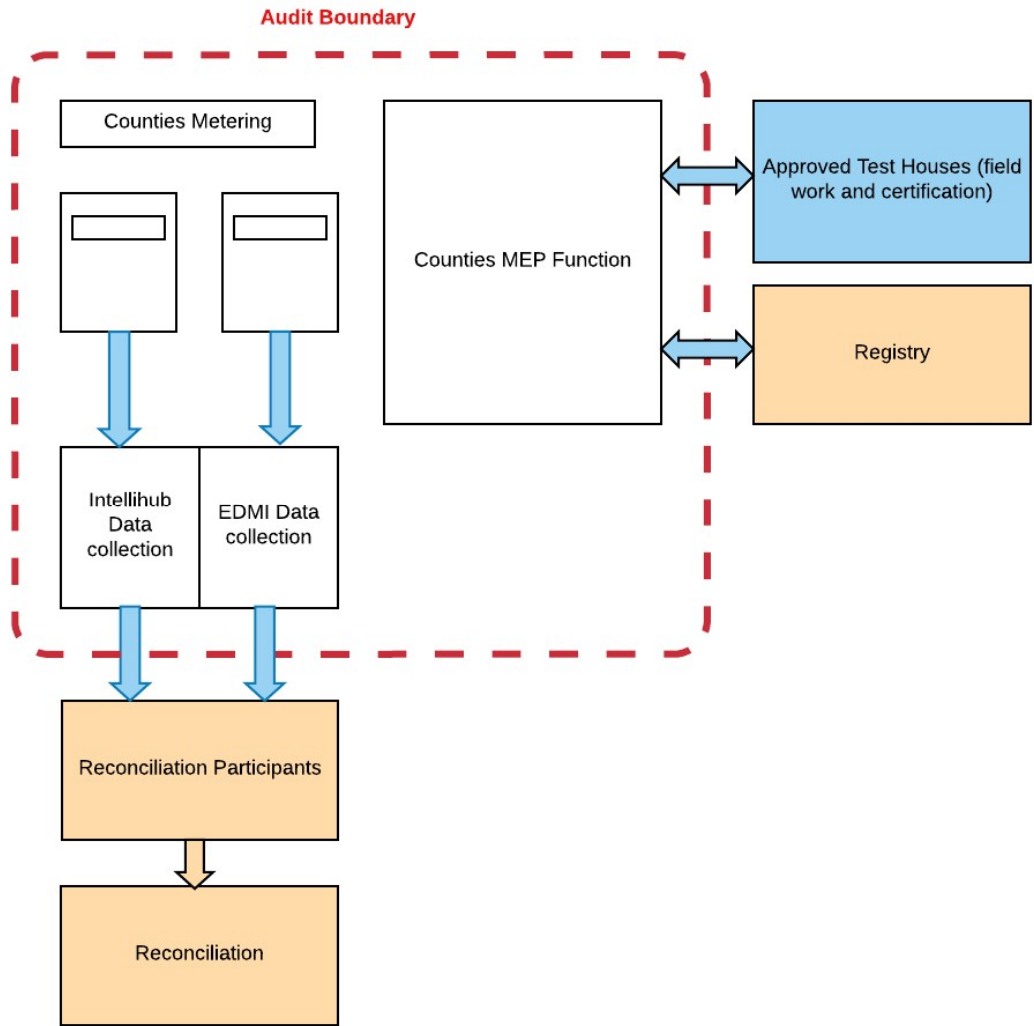 Audit Boundary
Counties Metering
Counties MEP Function
Approved Test Houses (field
work and certification)
Registry
Intellihub
Data
collection
EDMI Data
collection
Reconciliation Participants
Reconciliation